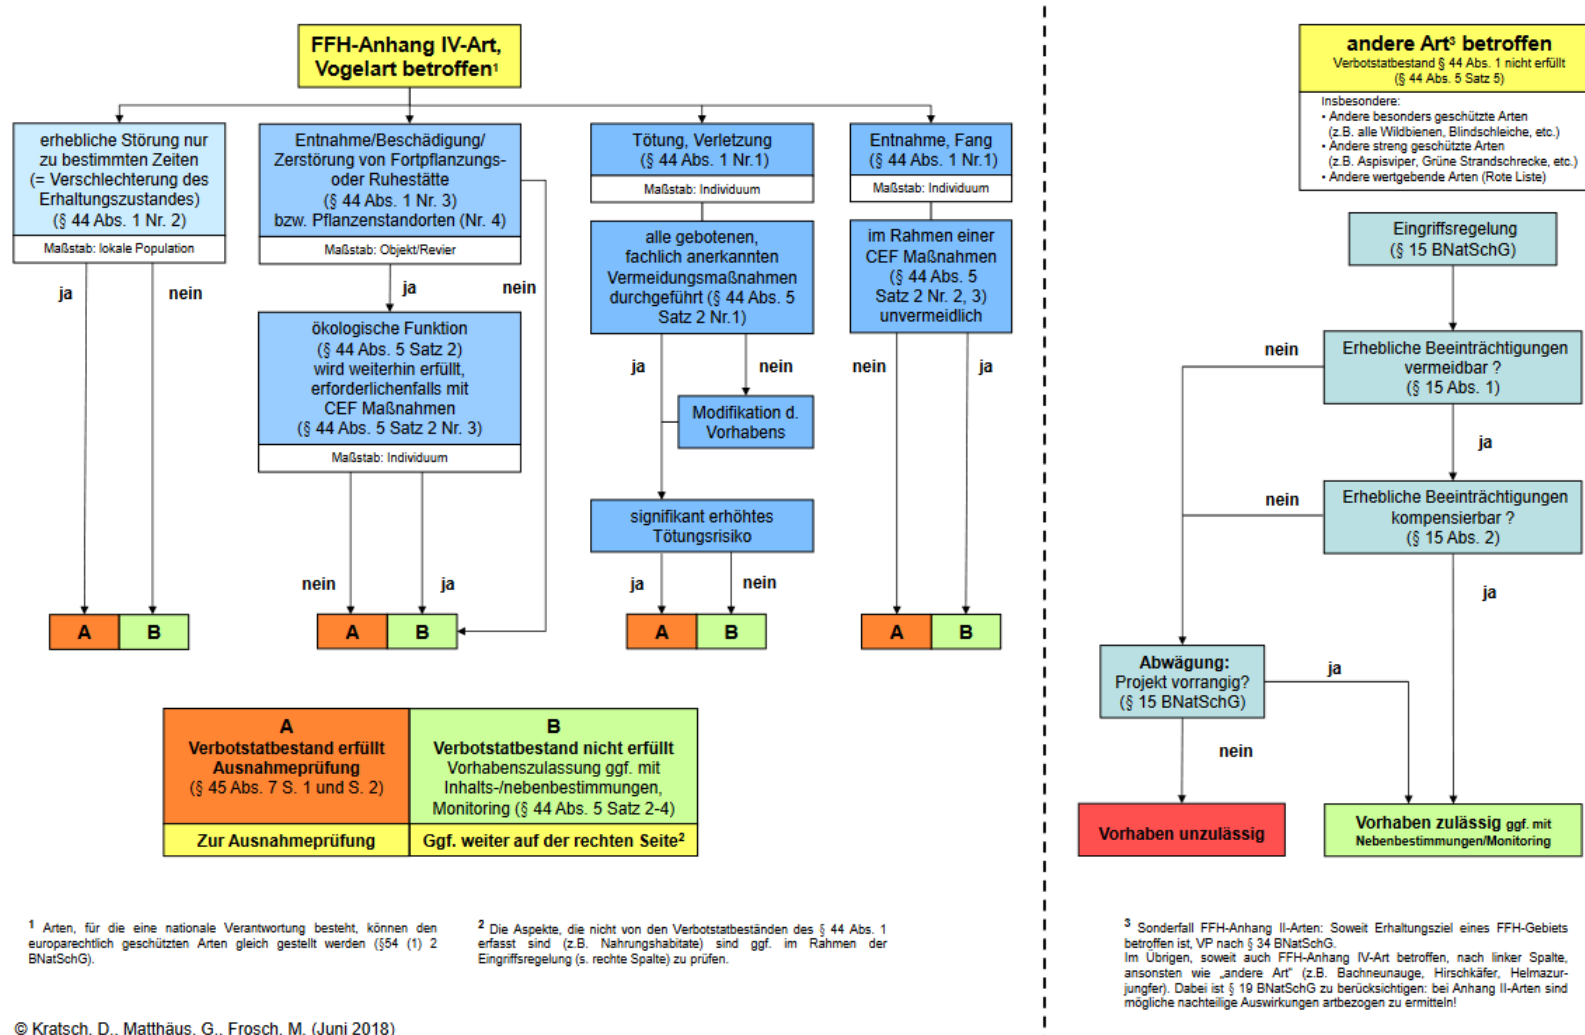 FFH-Anhang IV-Art,
Vogelart betroffen¹
erhebliche Störung nur
zu bestimmten Zeiten
(= Verschlechterung des
Erhaltungszustandes)
(§ 44 Abs. 1 Nr. 2)
Maßstab: lokale Population
ja
nein
A
B
Entnahme/Beschädigung/
Zerstörung von Fortpflanzungs-
oder Ruhestätte
(§ 44 Abs. 1 Nr. 3)
bzw. Pflanzenstandorten (Nr. 4)
Maßstab: Objekt/Revier
ja
nein
ökologische Funktion
(§ 44 Abs. 5 Satz 2)
wird weiterhin erfüllt,
erforderlichenfalls mit
CEF Maßnahmen
(§ 44 Abs. 5 Satz 2 Nr. 3)
Maßstab: Individuum
nein
ja
A
B
Tötung, Verletzung
(§ 44 Abs. 1 Nr.1)
Maßstab: Individuum
alle gebotenen,
fachlich anerkannten
Vermeidungsmaßnahmen
durchgeführt (§ 44 Abs. 5
Satz 2 Nr.1)
ja
nein
Modifikation d.
Vorhabens
signifikant erhöhtes
Tötungsrisiko
ja
nein
A
B
Entnahme, Fang
(§ 44 Abs. 1 Nr.1)
Maßstab: Individuum
im Rahmen einer
CEF Maßnahmen
(§ 44 Abs. 5
Satz 2 Nr. 2, 3)
unvermeidlich
nein
ja
A
B
A
Verbotstatbestand erfüllt
Ausnahmeprüfung
(§ 45 Abs. 7 S. 1 und S. 2)
Zur Ausnahmeprüfung
B
Verbotstatbestand nicht erfüllt
Vorhabenszulassung ggf. mit
Inhalts-/nebenbestimmungen,
Monitoring (§ 44 Abs. 5 Satz 2-4)
Ggf. weiter auf der rechten Seite²
¹ Arten, für die eine nationale Verantwortung besteht, können den
europarechtlich geschützten Arten gleich gestellt werden (§54 (1) 2
BNatSchG).
² Die Aspekte, die nicht von den Verbotstatbeständen des § 44 Abs. 1
erfasst sind (z.B. Nahrungshabitate) sind ggf. im Rahmen der
Eingriffsregelung (s. rechte Spalte) zu prüfen.
© Kratsch, D., Matthäus, G., Frosch, M. (Juni 2018)
andere Art³ betroffen
Verbotstatbestand § 44 Abs. 1 nicht erfüllt
(§ 44 Abs. 5 Satz 5)
Insbesondere:
• Andere besonders geschützte Arten
(z.B. alle Wildbienen, Blindschleiche, etc.)
• Andere streng geschützte Arten
(z.B. Aspisviper, Grüne Strandschrecke, etc.)
• Andere wertgebende Arten (Rote Liste)
Eingriffsregelung
(§ 15 BNatSchG)
Erhebliche Beeinträchtigungen
vermeidbar ?
(§ 15 Abs. 1)
nein
ja
Erhebliche Beeinträchtigungen
kompensierbar ?
(§ 15 Abs. 2)
nein
ja
Abwägung:
Projekt vorrangig?
(§ 15 BNatSchG)
ja
nein
Vorhaben unzulässig
Vorhaben zulässig ggf. mit
Nebenbestimmungen/Monitoring
³ Sonderfall FFH-Anhang II-Arten: Soweit Erhaltungsziel eines FFH-Gebiets
betroffen ist, VP nach § 34 BNatSchG.
Im Übrigen, soweit auch FFH-Anhang IV-Art betroffen, nach linker Spalte,
ansonsten wie „andere Art" (z.B. Bachneunauge, Hirschkäfer, Helmazur-
jungfer). Dabei ist § 19 BNatSchG zu berücksichtigen: bei Anhang II-Arten sind
mögliche nachteilige Auswirkungen artbezogen zu ermitteln!